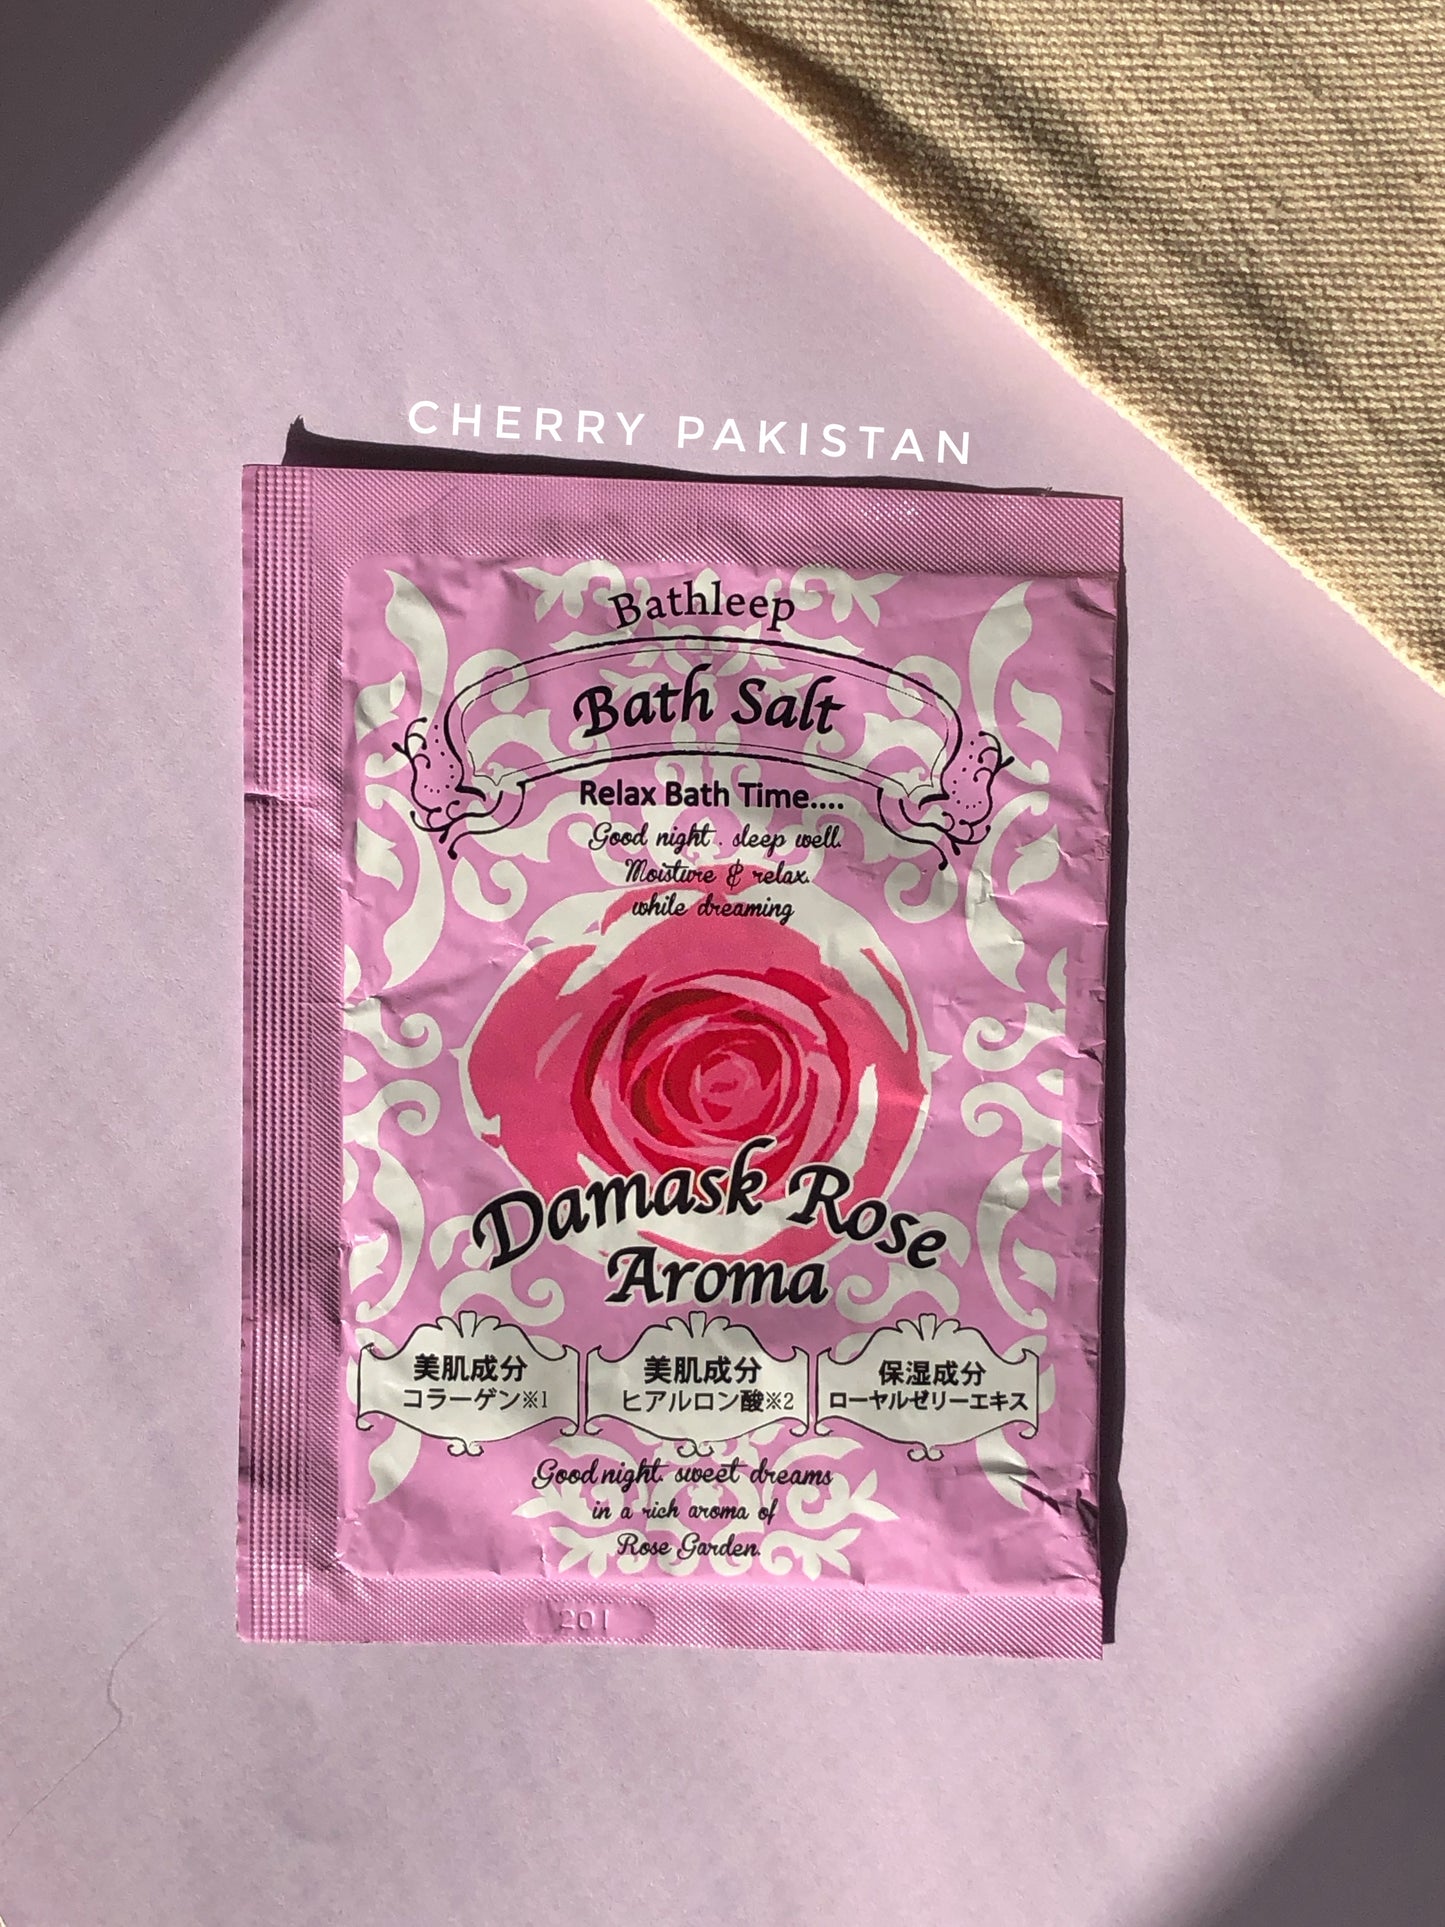 CHERRY PAKISTAN
Bathleep
Bath Salt
Relax Bath Time....
Good night. sleep well.
Moisture & relax.
while dreaming
Damask Rose
Aroma
美肌成分
コラーゲン※1
美肌成分
ヒアルロン酸※2
保湿成分
ローヤルゼリーエキス
Good night. sweet dreams
in a rich aroma of
Rose Garden.
201